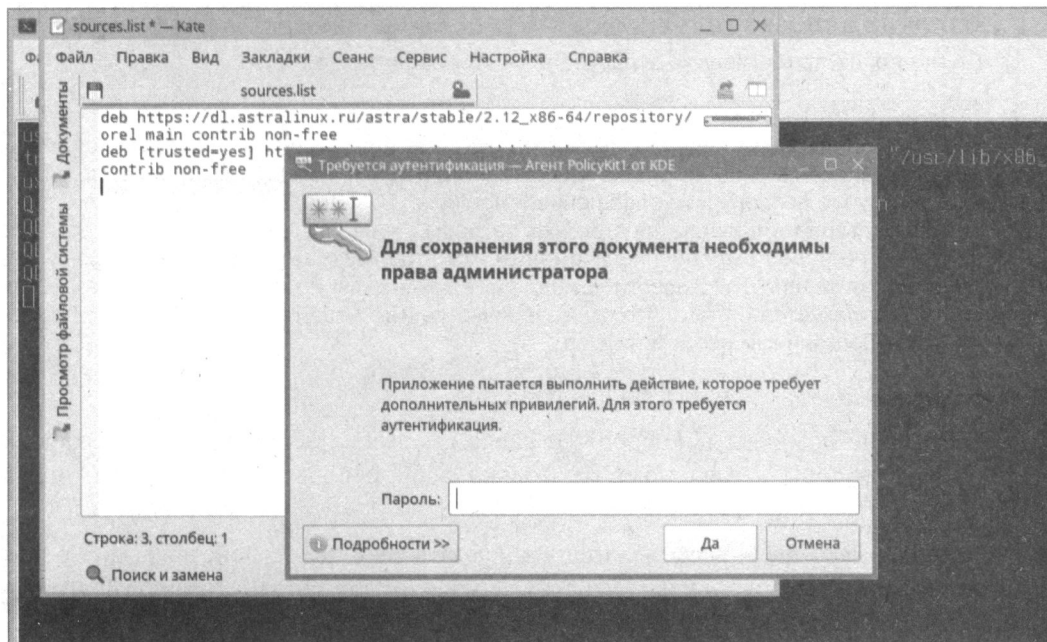 sources.list * — Kate
Файл Правка Вид Закладки Сеанс Сервис Настройка Справка
sources.list
Документы
Просмотр файловой системы
deb https://dl.astralinux.ru/astra/stable/2.12_x86-64/repository/
orel main contrib non-free
deb [trusted=yes]
contrib non-free
"/usr/lib/x86_
Требуется аутентификация — Агент PolicyKit1 от KDE
Для сохранения этого документа необходимы
права администратора
Приложение пытается выполнить действие, которое требует
дополнительных привилегий. Для этого требуется
аутентификация.
Пароль:
Подробности >>
Да
Отмена
Строка: 3, столбец: 1
Поиск и замена